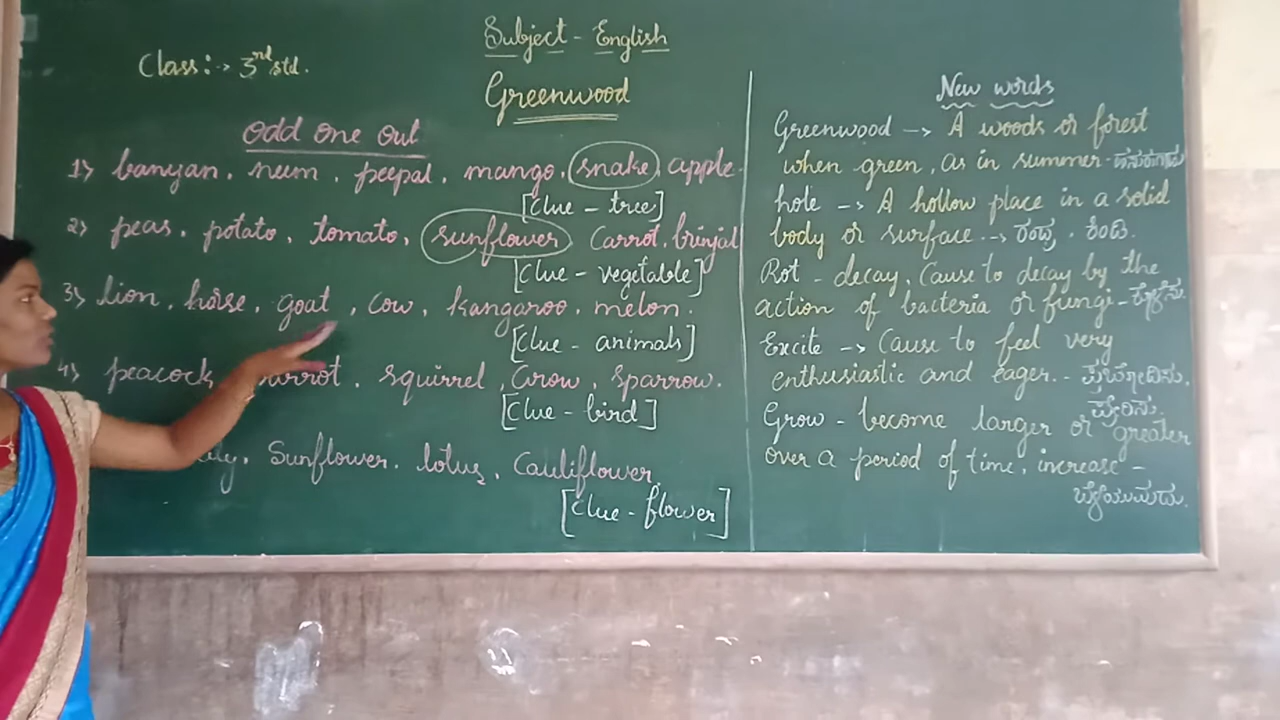 Subject - English
Class :- 3nd std.
Greenwood
Odd one out
1) banyan, neem, peepal, mango, snake, apple.
[Clue - tree]
2) peas, potato, tomato, sunflower, Carrot, brinjal
[Clue - vegetable]
3) lion, horse, goat, cow, kangaroo, melon.
[Clue - animals]
4) peacock, parrot, squirrel, Crow, sparrow.
[Clue - bird]
Sunflower, lotus, Cauliflower,
[Clue - flower]
New words
Greenwood --> A woods or forest
when green, as in summer -
hole --> A hollow place in a solid
body or surface -->
Rot - decay, Cause to decay by the
action of bacteria or fungi -
Excite --> Cause to feel very
enthusiastic and eager. - ಪ್ರಚೋದಿಸು.
ಪ್ರೇರಿಸು.
Grow - become larger or greater
over a period of time, increase -
ಬೆಳೆಯುವುದು.